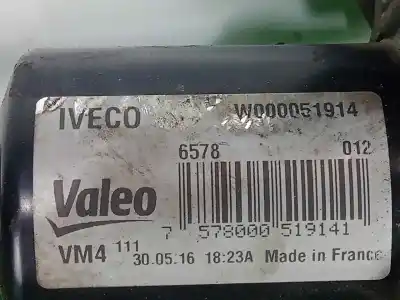 IVECO W000051914
6578 012
Valeo
7 578000 519141
VM4 111 30.05.16 18:23A Made in France